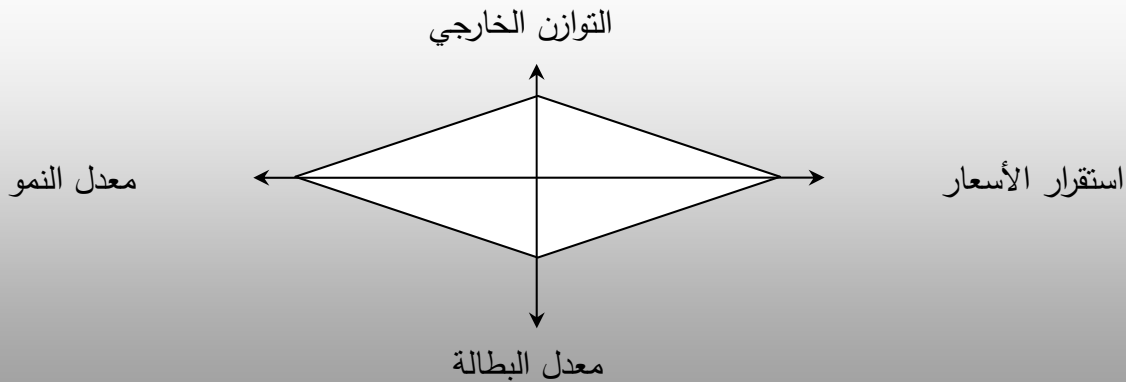 التوازن الخارجي
استقرار الأسعار
معدل النمو
معدل البطالة